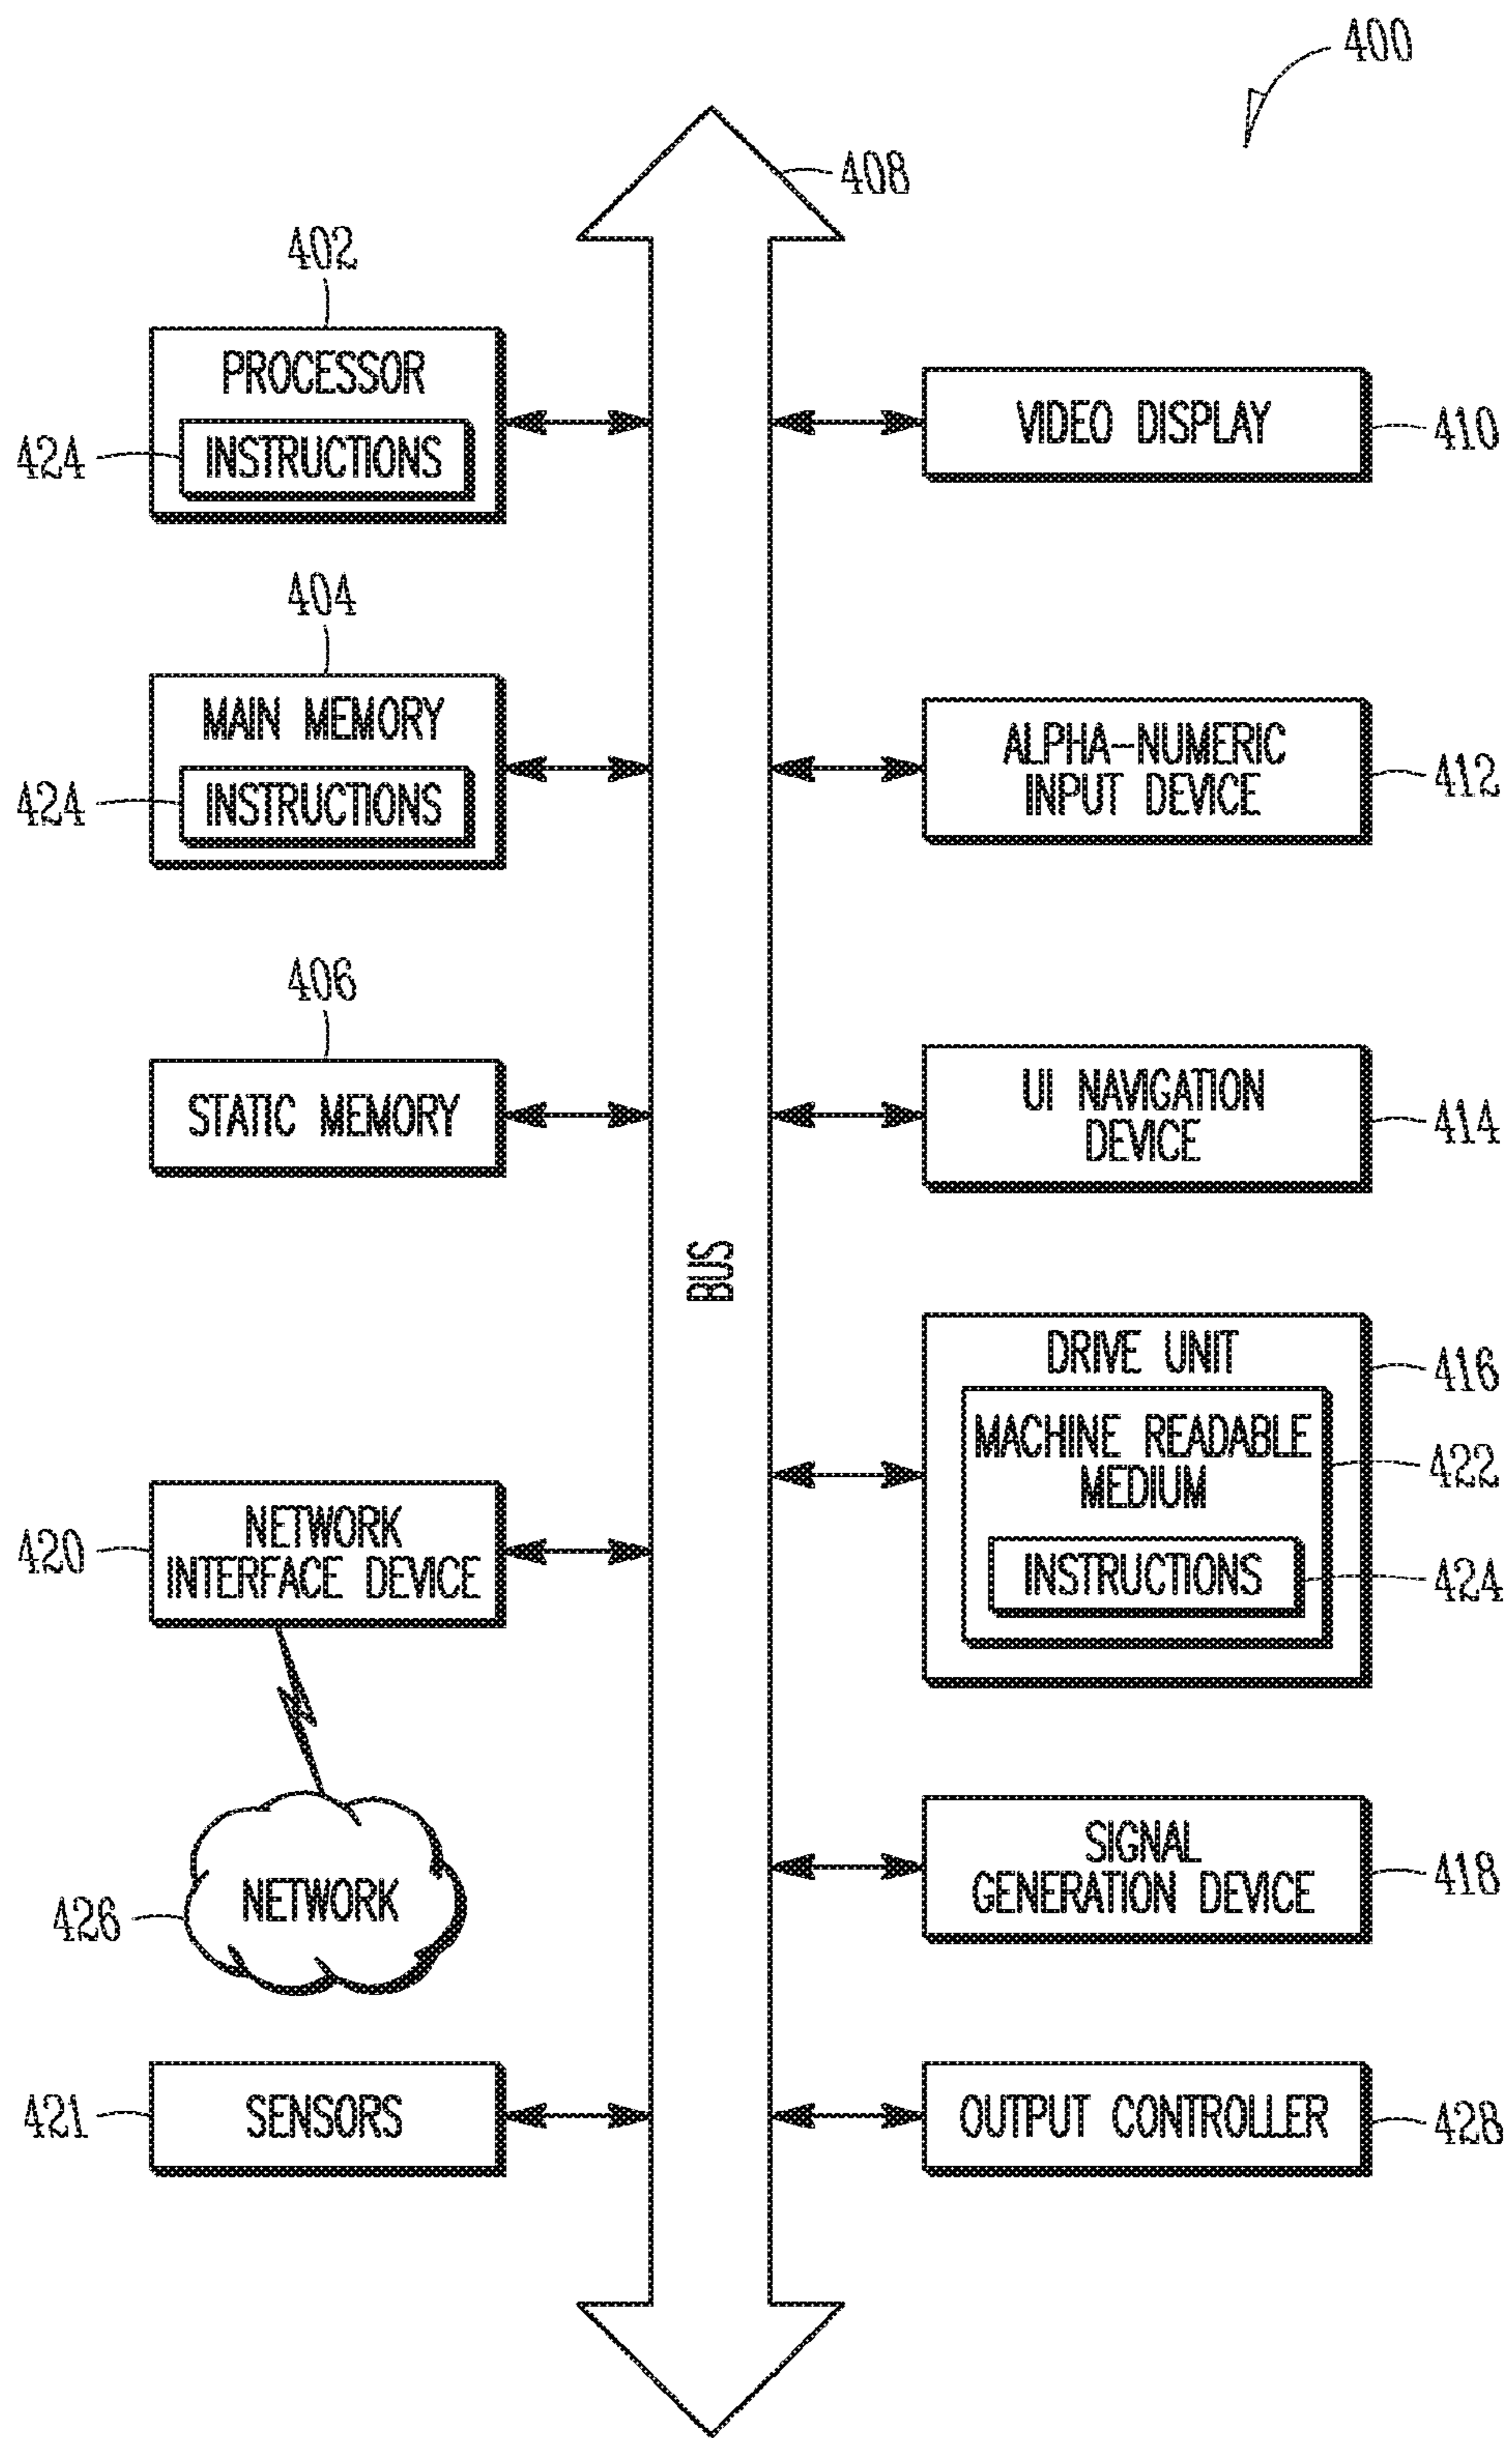 400
408
402
PROCESSOR
424
INSTRUCTIONS
VIDEO DISPLAY
410
404
MAIN MEMORY
424
INSTRUCTIONS
ALPHA-NUMERIC
INPUT DEVICE
412
406
STATIC MEMORY
UI NAVIGATION
DEVICE
414
BUS
DRIVE UNIT
416
MACHINE READABLE
MEDIUM
422
INSTRUCTIONS
424
NETWORK
INTERFACE DEVICE
420
SIGNAL
GENERATION DEVICE
418
NETWORK
426
SENSORS
421
OUTPUT CONTROLLER
428